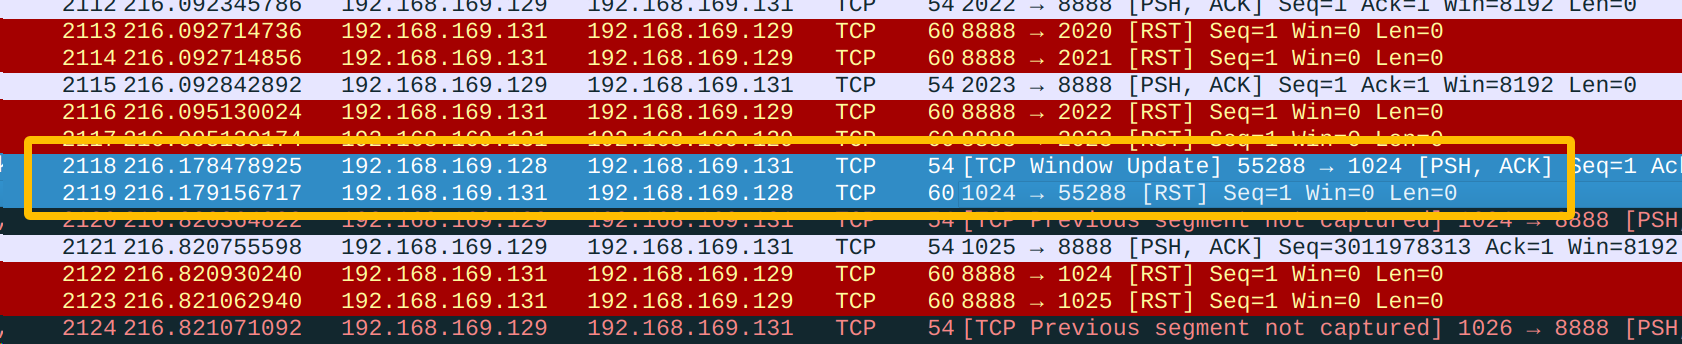 2112 216.092345786 192.168.169.129 192.168.169.131 TCP 54 2022 → 8888 [PSH, ACK] Seq=1 Ack=1 Win=8192 Len=0
2113 216.092714736 192.168.169.131 192.168.169.129 TCP 60 8888 → 2020 [RST] Seq=1 Win=0 Len=0
2114 216.092714856 192.168.169.131 192.168.169.129 TCP 60 8888 → 2021 [RST] Seq=1 Win=0 Len=0
2115 216.092842892 192.168.169.129 192.168.169.131 TCP 54 2023 → 8888 [PSH, ACK] Seq=1 Ack=1 Win=8192 Len=0
2116 216.095130024 192.168.169.131 192.168.169.129 TCP 60 8888 → 2022 [RST] Seq=1 Win=0 Len=0
2117 216.095130174 192.168.169.131 192.168.169.129 TCP 60 8888 → 2023 [RST] Seq=1 Win=0 Len=0
2118 216.178478925 192.168.169.128 192.168.169.131 TCP 54 [TCP Window Update] 55288 → 1024 [PSH, ACK] Seq=1 Ac
2119 216.179156717 192.168.169.131 192.168.169.128 TCP 60 1024 → 55288 [RST] Seq=1 Win=0 Len=0
2120 216.820364822 192.168.169.129 192.168.169.131 TCP 54 [TCP Previous segment not captured] 1024 → 8888 [PSH
2121 216.820755598 192.168.169.129 192.168.169.131 TCP 54 1025 → 8888 [PSH, ACK] Seq=3011978313 Ack=1 Win=8192
2122 216.820930240 192.168.169.131 192.168.169.129 TCP 60 8888 → 1024 [RST] Seq=1 Win=0 Len=0
2123 216.821062940 192.168.169.131 192.168.169.129 TCP 60 8888 → 1025 [RST] Seq=1 Win=0 Len=0
2124 216.821071092 192.168.169.129 192.168.169.131 TCP 54 [TCP Previous segment not captured] 1026 → 8888 [PSH